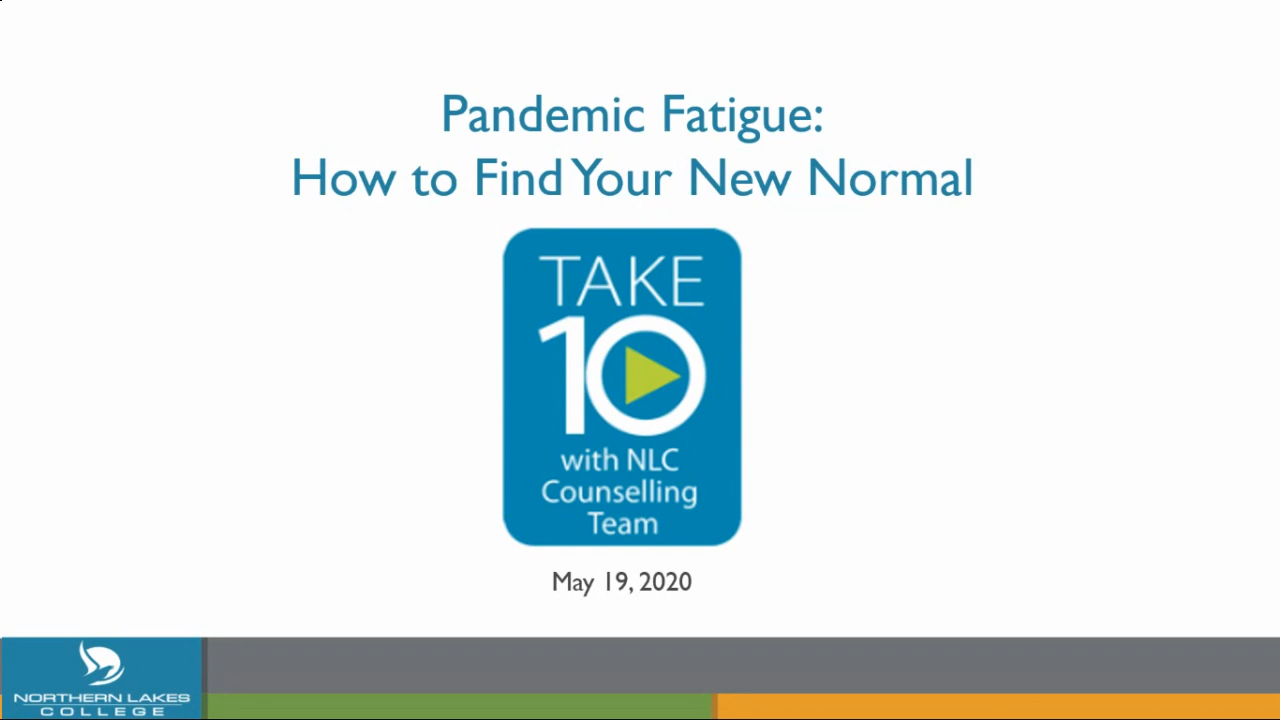 Pandemic Fatigue:
How to Find Your New Normal
TAKE
10
with NLC
Counselling
Team
May 19, 2020
NORTHERN LAKES
COLLEGE